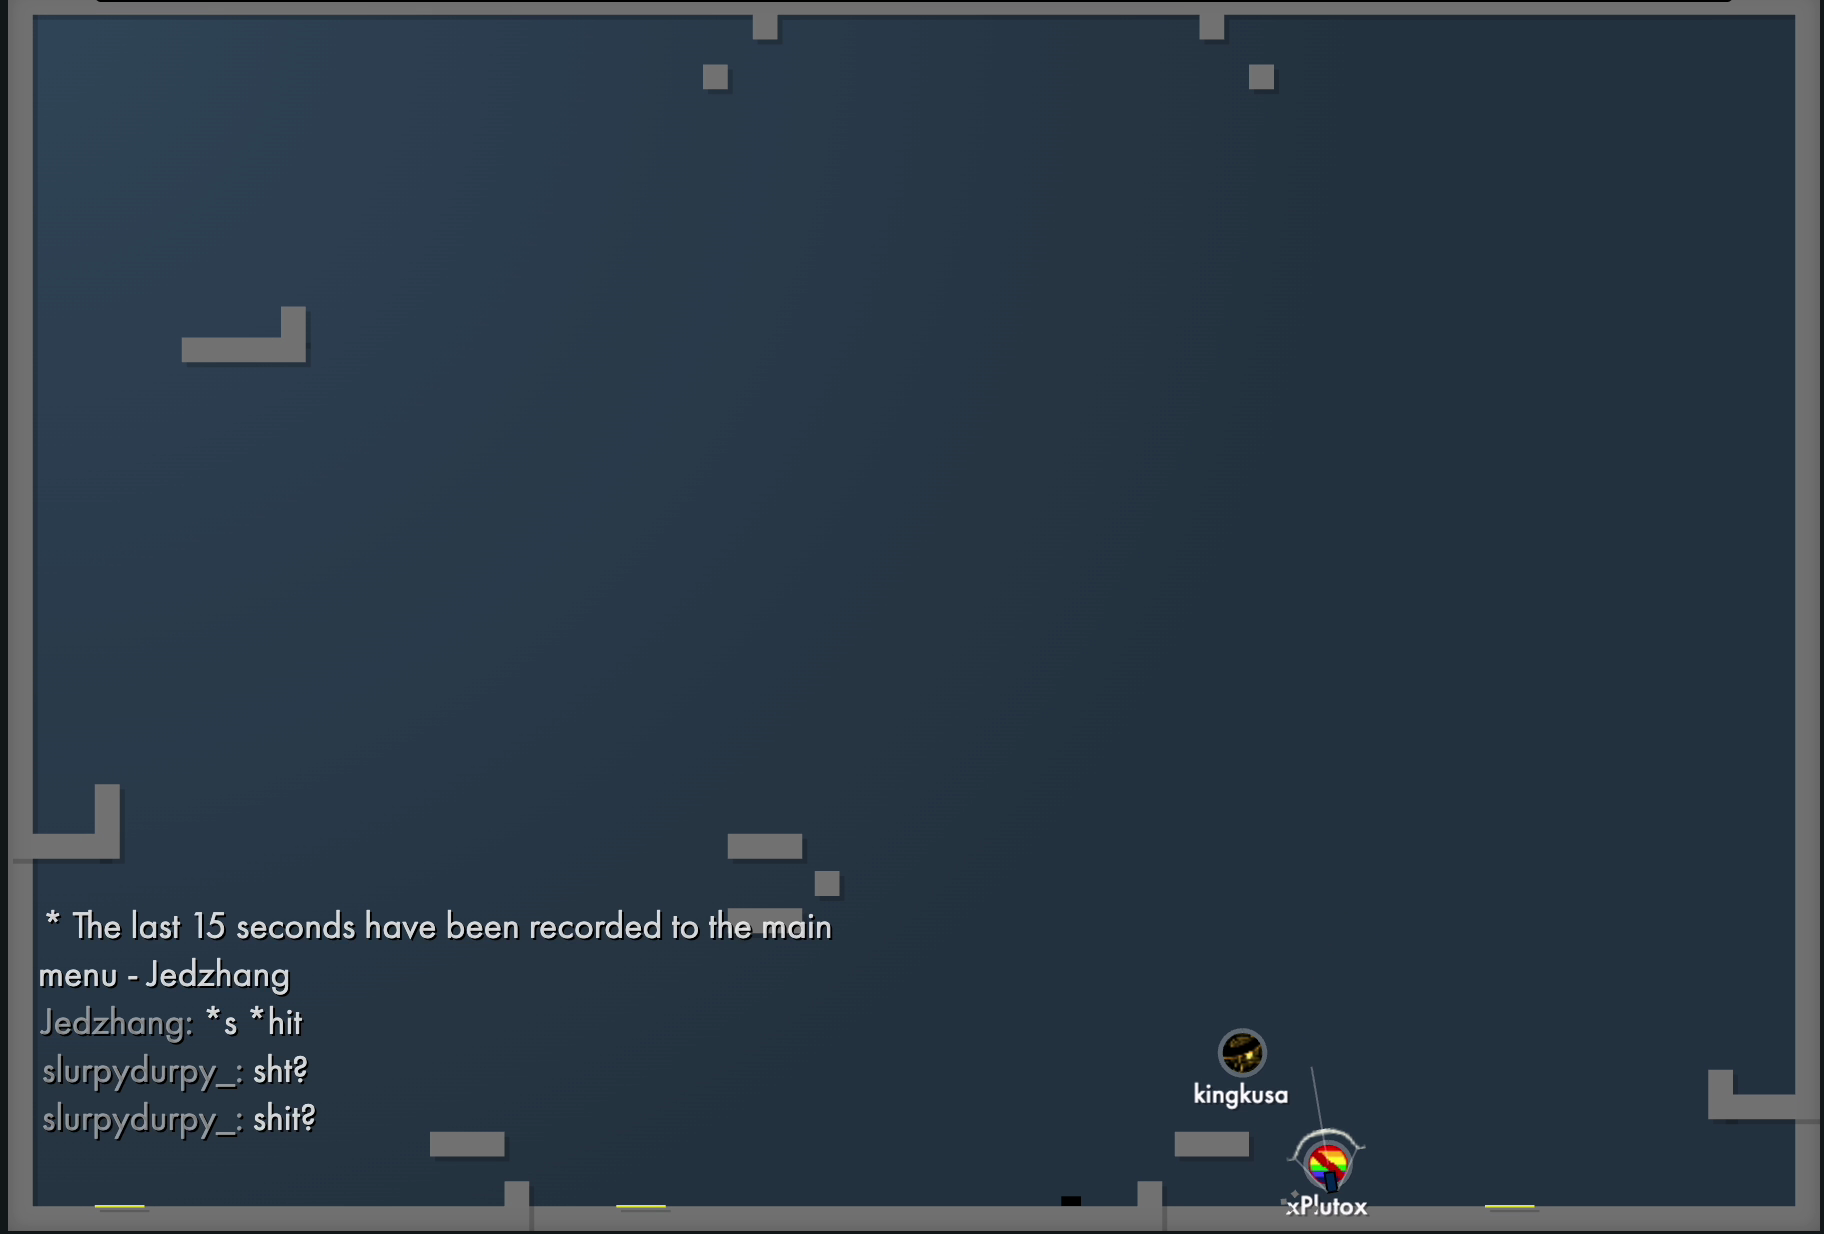 * The last 15 seconds have been recorded to the main
menu - Jedzhang
Jedzhang: *s *hit
slurpydurpy_: sht?
slurpydurpy_: shit?
kingkusa
xPlutox